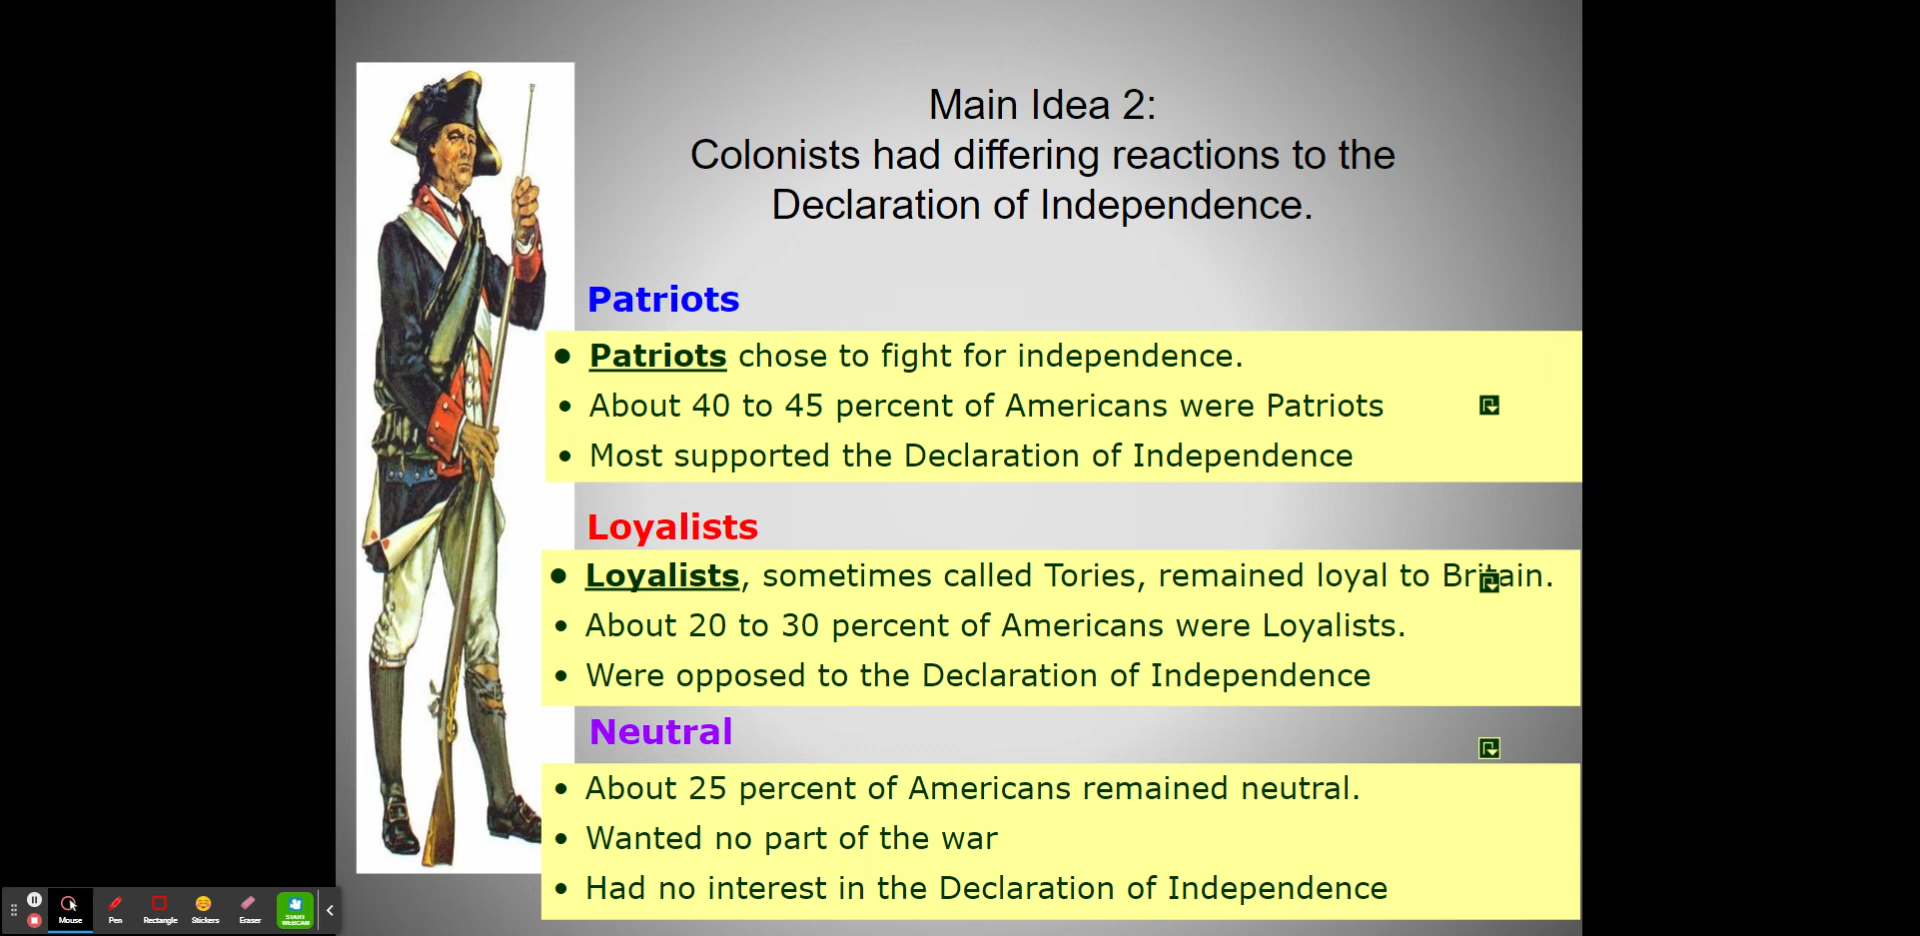 Main Idea 2:
Colonists had differing reactions to the
Declaration of Independence.
Patriots
• Patriots chose to fight for independence.
• About 40 to 45 percent of Americans were Patriots
• Most supported the Declaration of Independence
Loyalists
• Loyalists, sometimes called Tories, remained loyal to Britain.
• About 20 to 30 percent of Americans were Loyalists.
• Were opposed to the Declaration of Independence
Neutral
• About 25 percent of Americans remained neutral.
• Wanted no part of the war
• Had no interest in the Declaration of Independence
Mouse Pen Rectangle Stickers Eraser START WEBCAM